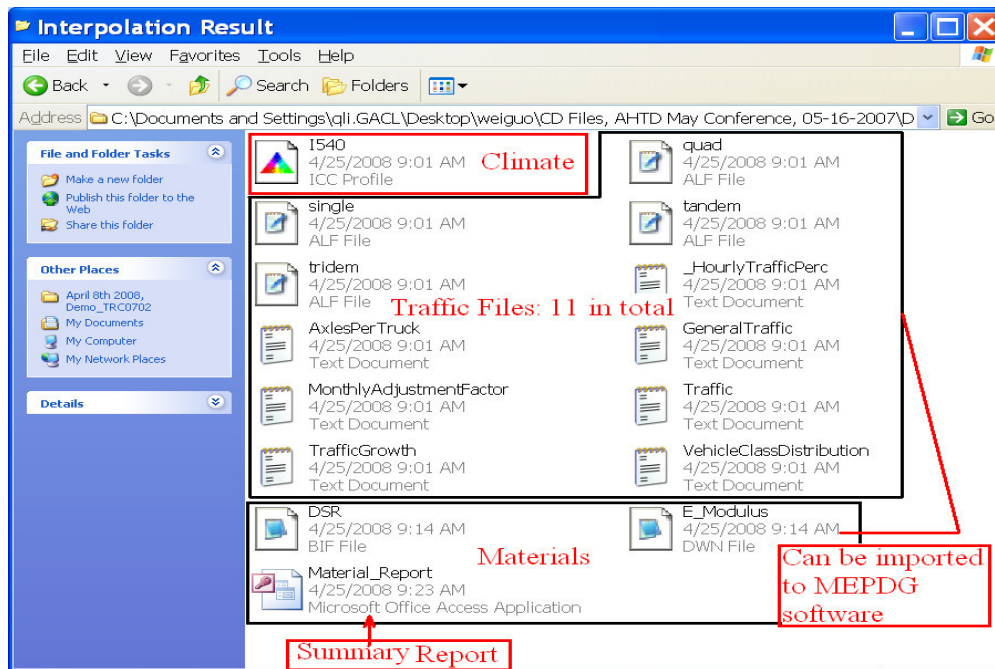 Interpolation Result
File Edit View Favorites Tools Help
Back Search Folders
Address C:\Documents and Settings\qli.GACL\Desktop\weiguo\CD Files, AHTD May Conference, 05-16-2007\D Go
File and Folder Tasks
Make a new folder
Publish this folder to the
Web
Share this folder
Other Places
April 8th 2008,
Demo_TRC0702
My Documents
My Computer
My Network Places
Details
I540
4/25/2008 9:01 AM
ICC Profile
Climate
quad
4/25/2008 9:01 AM
ALF File
single
4/25/2008 9:01 AM
ALF File
tandem
4/25/2008 9:01 AM
ALF File
tridem
4/25/2008 9:01 AM
ALF File
_HourlyTrafficPerc
4/25/2008 9:01 AM
Text Document
Traffic Files: 11 in total
AxlesPerTruck
4/25/2008 9:01 AM
Text Document
GeneralTraffic
4/25/2008 9:01 AM
Text Document
MonthlyAdjustmentFactor
4/25/2008 9:01 AM
Text Document
Traffic
4/25/2008 9:01 AM
Text Document
TrafficGrowth
4/25/2008 9:01 AM
Text Document
VehicleClassDistribution
4/25/2008 9:01 AM
Text Document
DSR
4/25/2008 9:14 AM
BIF File
E_Modulus
4/25/2008 9:14 AM
DWN File
Materials
Material_Report
4/25/2008 9:23 AM
Microsoft Office Access Application
Can be imported
to MEPDG
software
Summary Report